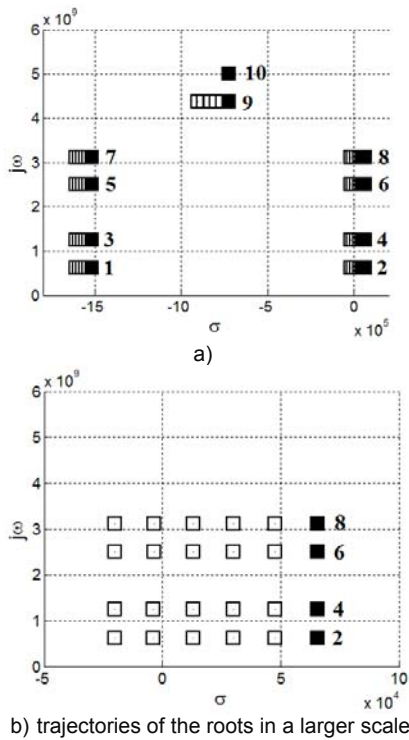 x 10^9
6
5
4
3
2
1
0
jω
10
9
7
8
5
6
3
4
1
2
-15 -10 -5 0
σ
x 10^5
a)
x 10^9
6
5
4
3
2
1
0
jω
8
6
4
2
-5 0 5 10
σ
x 10^4
b) trajectories of the roots in a larger scale